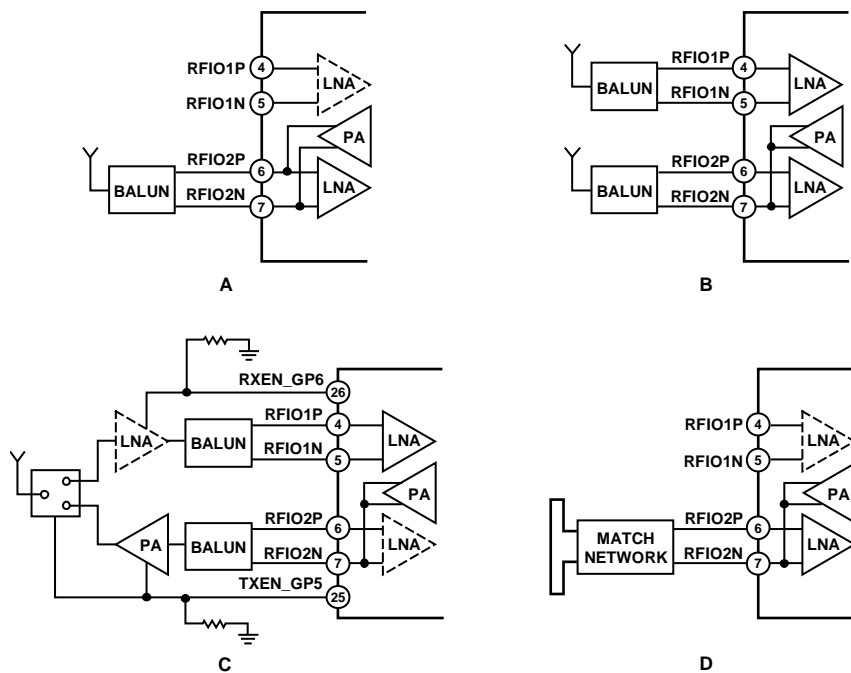 RFIO1P
4
LNA
RFIO1N
5
PA
RFIO2P
6
BALUN
LNA
RFIO2N
7
A
RFIO1P
4
BALUN
LNA
RFIO1N
5
PA
RFIO2P
6
BALUN
LNA
RFIO2N
7
B
RXEN_GP6
26
RFIO1P
4
LNA
BALUN
LNA
RFIO1N
5
PA
RFIO2P
6
PA
BALUN
LNA
RFIO2N
7
TXEN_GP5
25
C
RFIO1P
4
LNA
RFIO1N
5
PA
RFIO2P
6
MATCH
NETWORK
LNA
RFIO2N
7
D